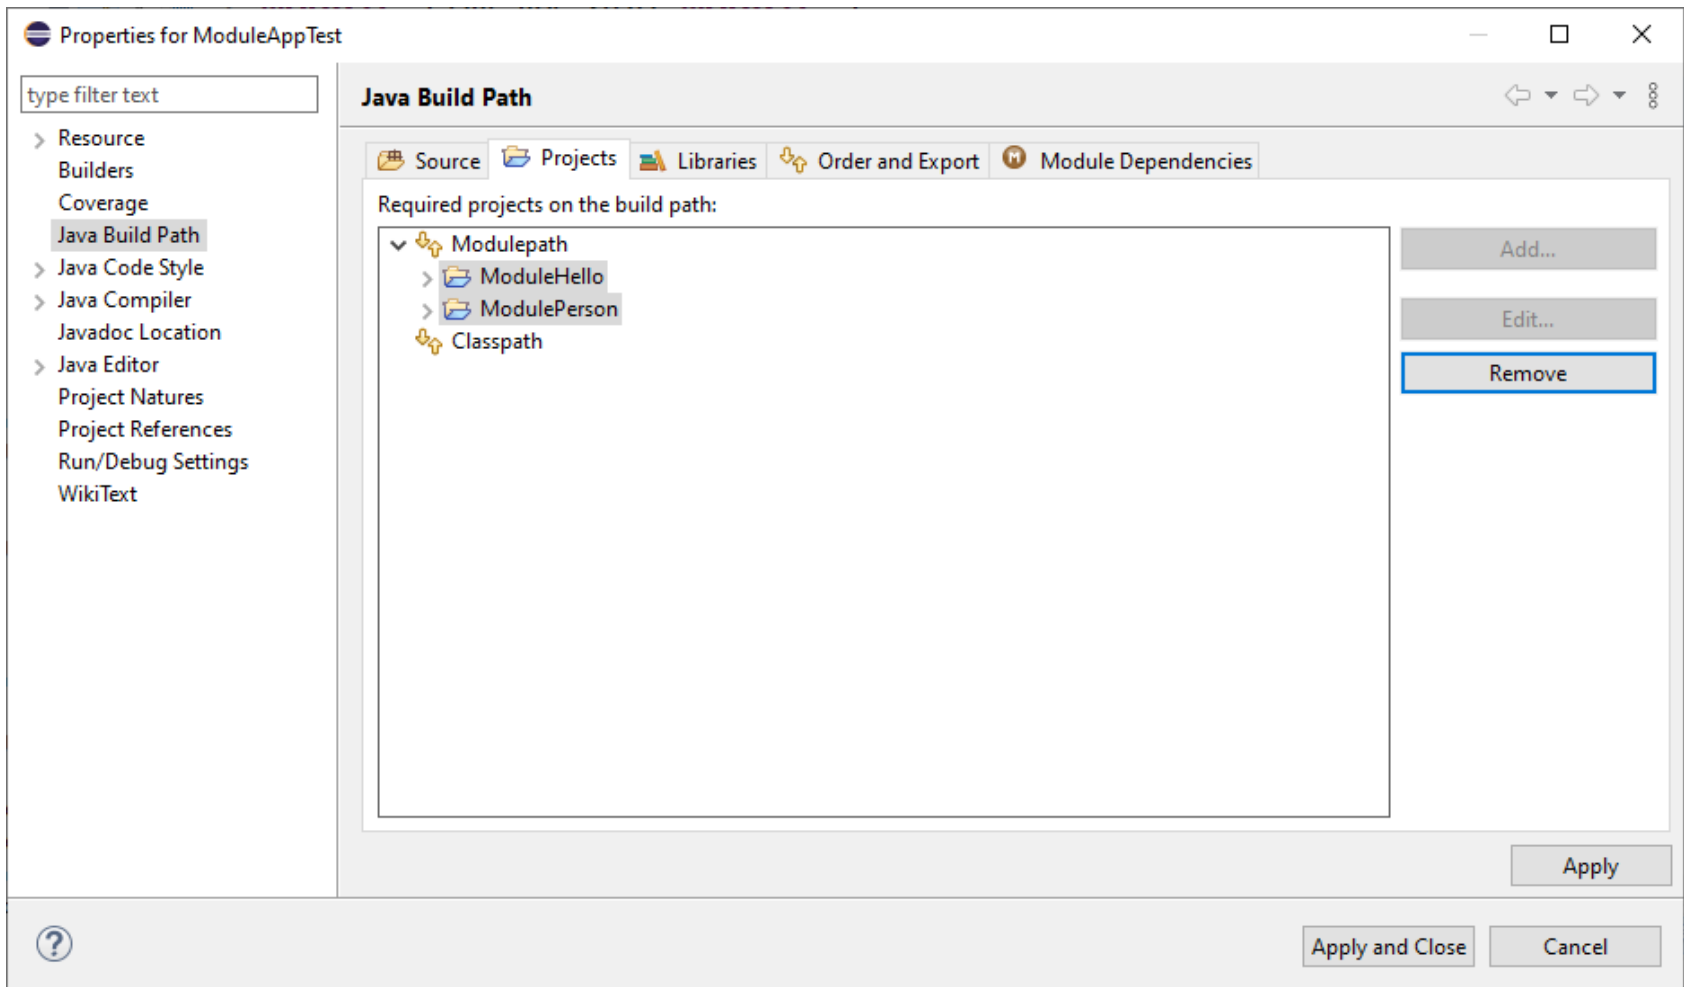 Properties for ModuleAppTest
type filter text
Resource
Builders
Coverage
Java Build Path
Java Code Style
Java Compiler
Javadoc Location
Java Editor
Project Natures
Project References
Run/Debug Settings
WikiText
Java Build Path
Source
Projects
Libraries
Order and Export
Module Dependencies
Required projects on the build path:
Modulepath
ModuleHello
ModulePerson
Classpath
Add...
Edit...
Remove
Apply
Apply and Close
Cancel